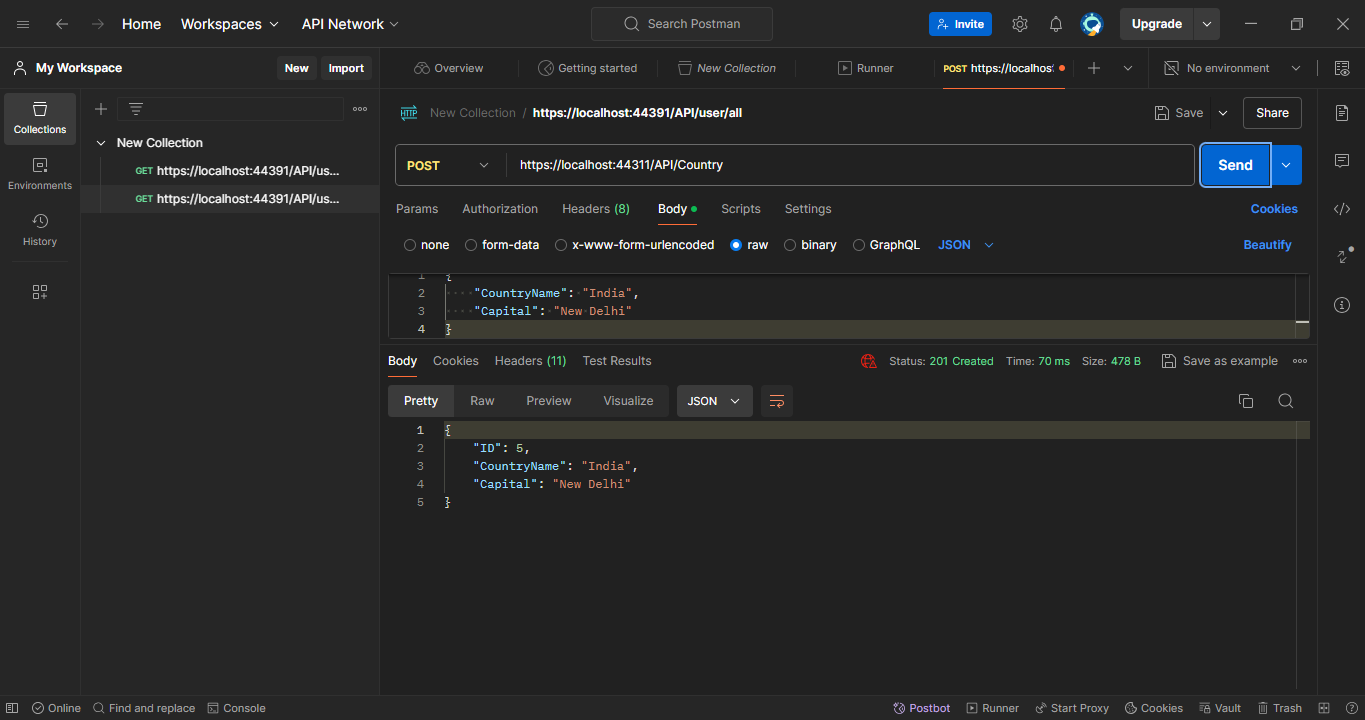 Home Workspaces API Network Search Postman Invite Upgrade
My Workspace New Import Overview Getting started New Collection Runner POST https://localhos No environment
Collections
Environments
History
New Collection
GET https://localhost:44391/API/us...
GET https://localhost:44391/API/us...
HTTP New Collection / https://localhost:44391/API/user/all Save Share
POST https://localhost:44311/API/Country Send
Params Authorization Headers (8) Body Scripts Settings Cookies
none form-data x-www-form-urlencoded raw binary GraphQL JSON Beautify
1 {
2 "CountryName": "India",
3 "Capital": "New Delhi"
4 }
Body Cookies Headers (11) Test Results Status: 201 Created Time: 70 ms Size: 478 B Save as example
Pretty Raw Preview Visualize JSON
1 {
2 "ID": 5,
3 "CountryName": "India",
4 "Capital": "New Delhi"
5 }
Online Find and replace Console Postbot Runner Start Proxy Cookies Vault Trash